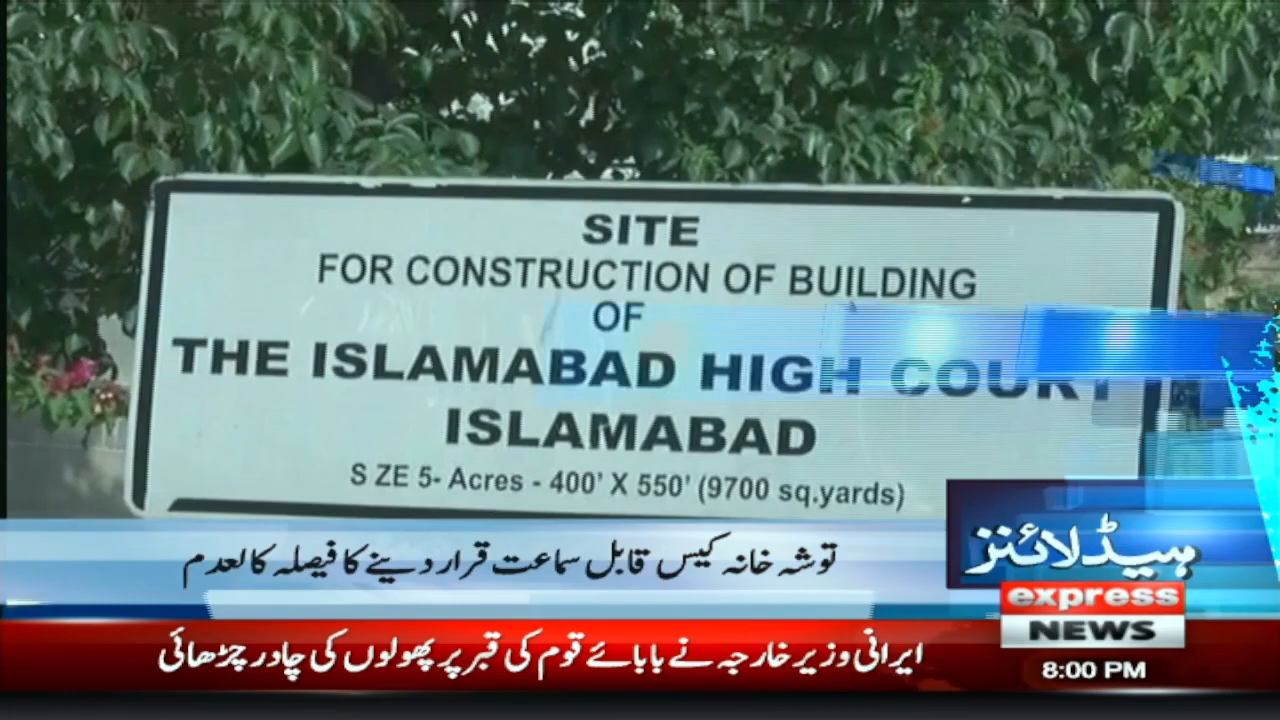 SITE
FOR CONSTRUCTION OF BUILDING
OF
THE ISLAMABAD HIGH COURT
ISLAMABAD
S ZE 5- Acres - 400' X 550' (9700 sq.yards)
توشہ خانہ کیس قابل سماعت قرار دینے کا فیصلہ کالعدم
ہیڈلائنز
express
NEWS
ایرانی وزیر خارجہ نے بابائے قوم کی قبر پر پھولوں کی چادر چڑھائی
8:00 PM